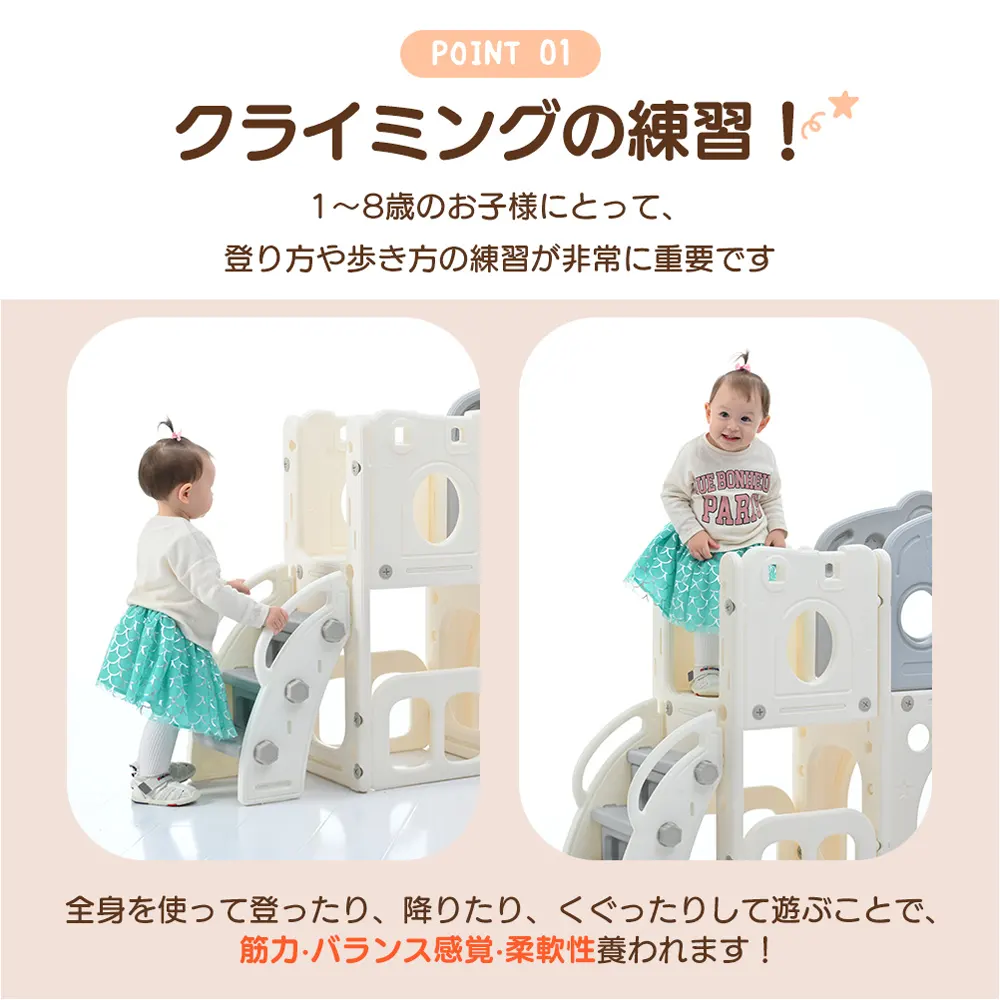 POINT 01
クライミングの練習！
1～8歳のお子様にとって、
登り方や歩き方の練習が非常に重要です
UE BONHEU
PARK
全身を使って登ったり、降りたり、くぐったりして遊ぶことで、
筋力·バランス感覚·柔軟性養われます！